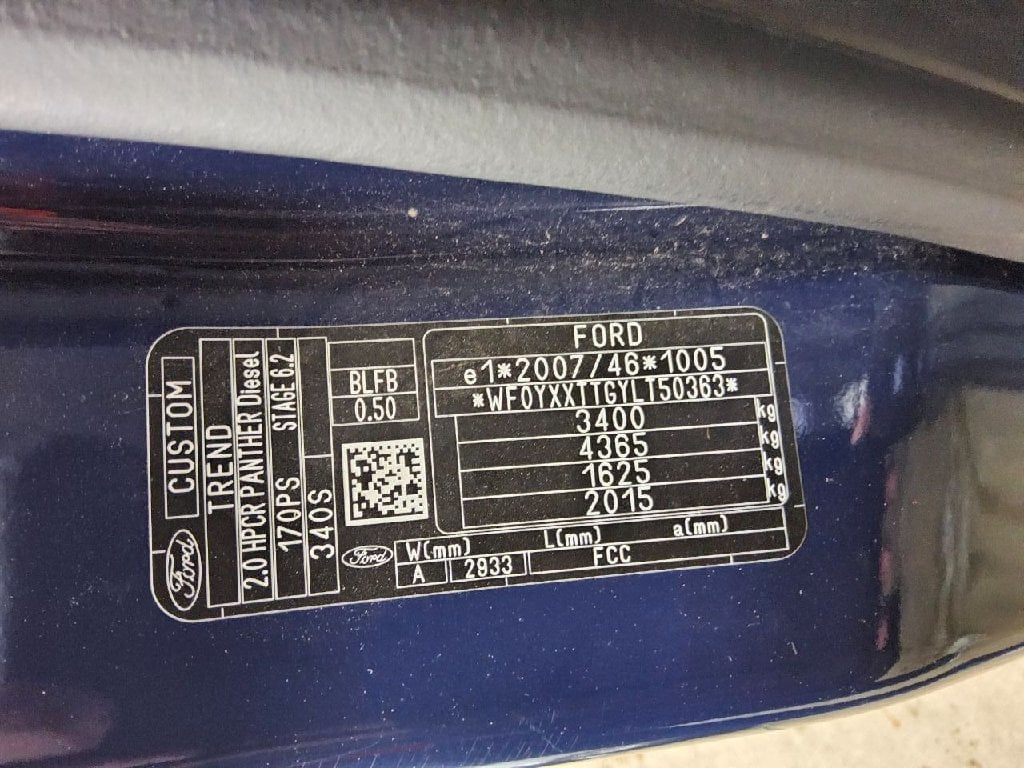 FORD
e1*2007/46*1005
*WF0YXXTTGYLT50363*
3400 kg
4365 kg
1625 kg
2015 kg
W(mm) L(mm) a(mm)
A 2933 FCC
Ford
BLFB
0.50
Ford CUSTOM
TREND
2.0 HPCR PANTHER Diesel
170PS STAGE 6.2
340S